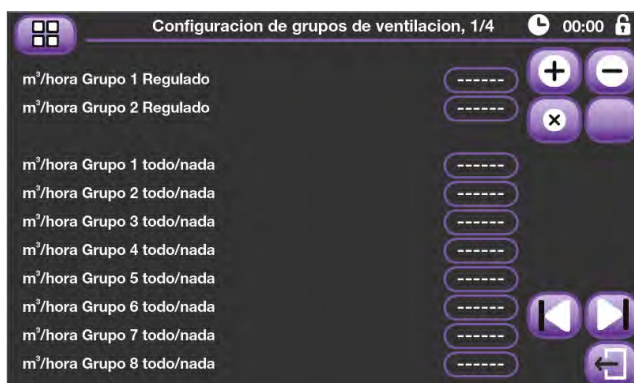 Configuracion de grupos de ventilacion, 1/4 00:00
m³/hora Grupo 1 Regulado ------
m³/hora Grupo 2 Regulado ------
m³/hora Grupo 1 todo/nada ------
m³/hora Grupo 2 todo/nada ------
m³/hora Grupo 3 todo/nada ------
m³/hora Grupo 4 todo/nada ------
m³/hora Grupo 5 todo/nada ------
m³/hora Grupo 6 todo/nada ------
m³/hora Grupo 7 todo/nada ------
m³/hora Grupo 8 todo/nada ------